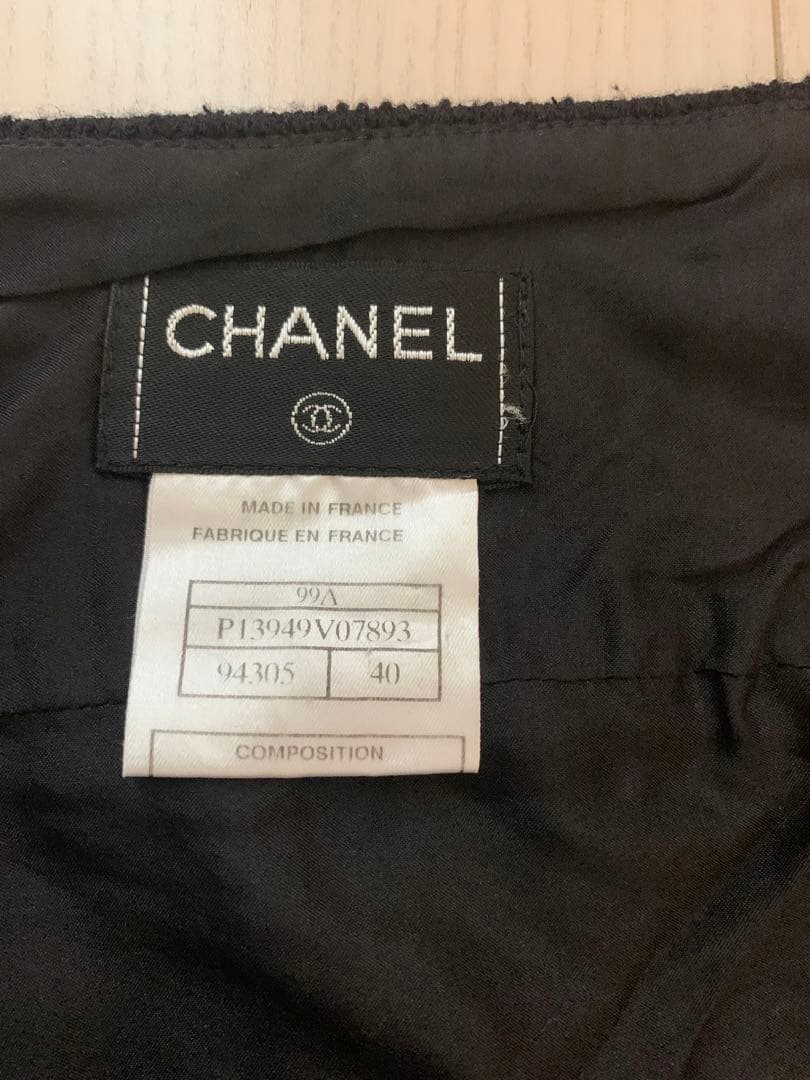 CHANEL
MADE IN FRANCE
FABRIQUE EN FRANCE
99A
P13949V07893
94305 40
COMPOSITION